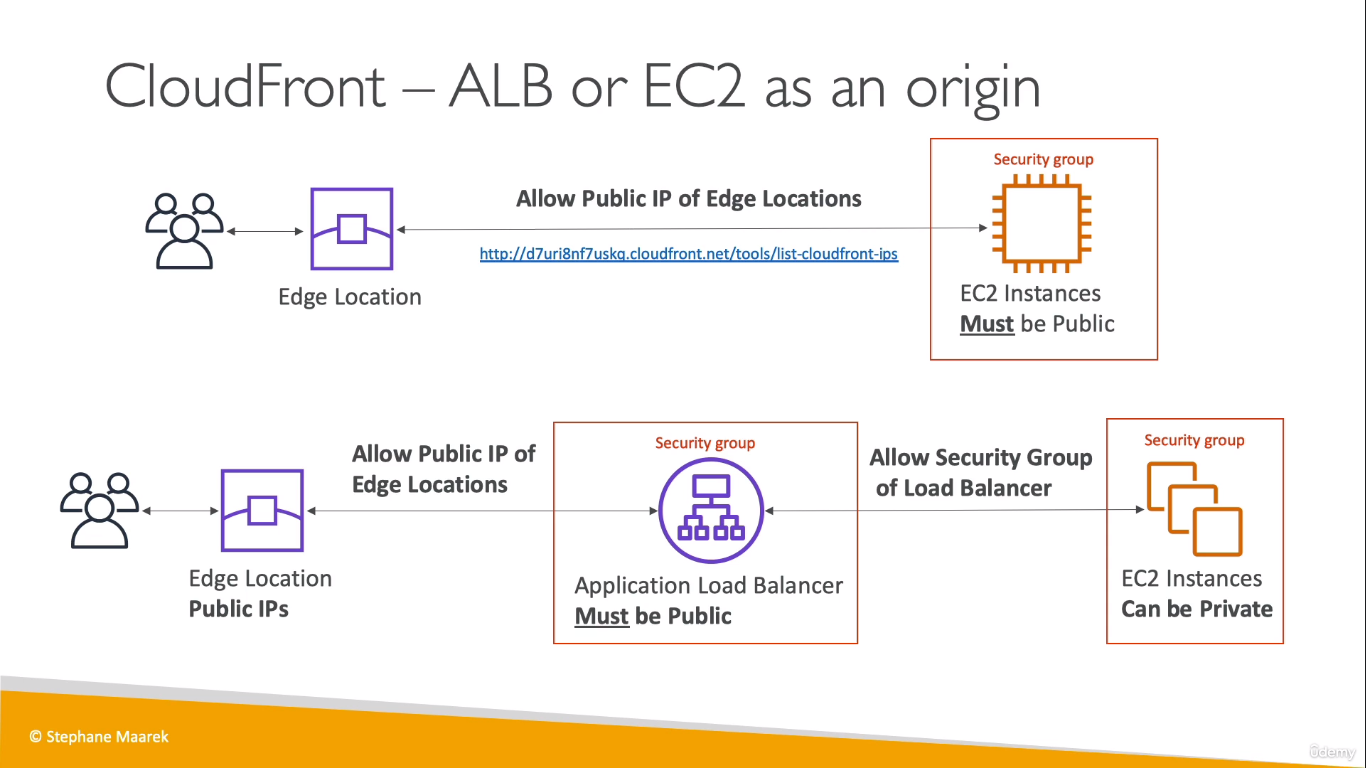 CloudFront – ALB or EC2 as an origin
Security group
Allow Public IP of Edge Locations
http://d7uri8nf7uskq.cloudfront.net/tools/list-cloudfront-ips
Edge Location
EC2 Instances
Must be Public
Allow Public IP of
Edge Locations
Security group
Allow Security Group
of Load Balancer
Security group
Edge Location
Public IPs
Application Load Balancer
Must be Public
EC2 Instances
Can be Private
© Stephane Maarek
ûdemy